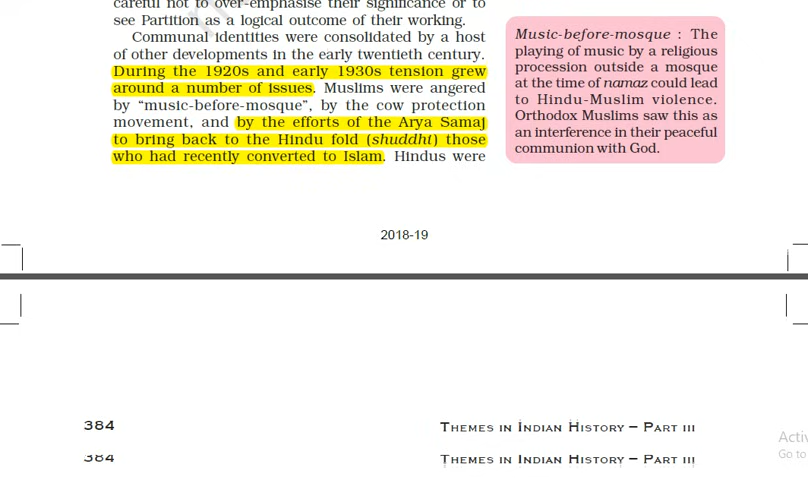 careful not to over-emphasise their significance or to
see Partition as a logical outcome of their working.
Communal identities were consolidated by a host
of other developments in the early twentieth century.
During the 1920s and early 1930s tension grew
around a number of issues. Muslims were angered
by “music-before-mosque”, by the cow protection
movement, and by the efforts of the Arya Samaj
to bring back to the Hindu fold (shuddhi) those
who had recently converted to Islam. Hindus were
Music-before-mosque : The
playing of music by a religious
procession outside a mosque
at the time of namaz could lead
to Hindu-Muslim violence.
Orthodox Muslims saw this as
an interference in their peaceful
communion with God.
2018-19
384 THEMES IN INDIAN HISTORY – PART III
384 THEMES IN INDIAN HISTORY – PART III
Activ
Go to